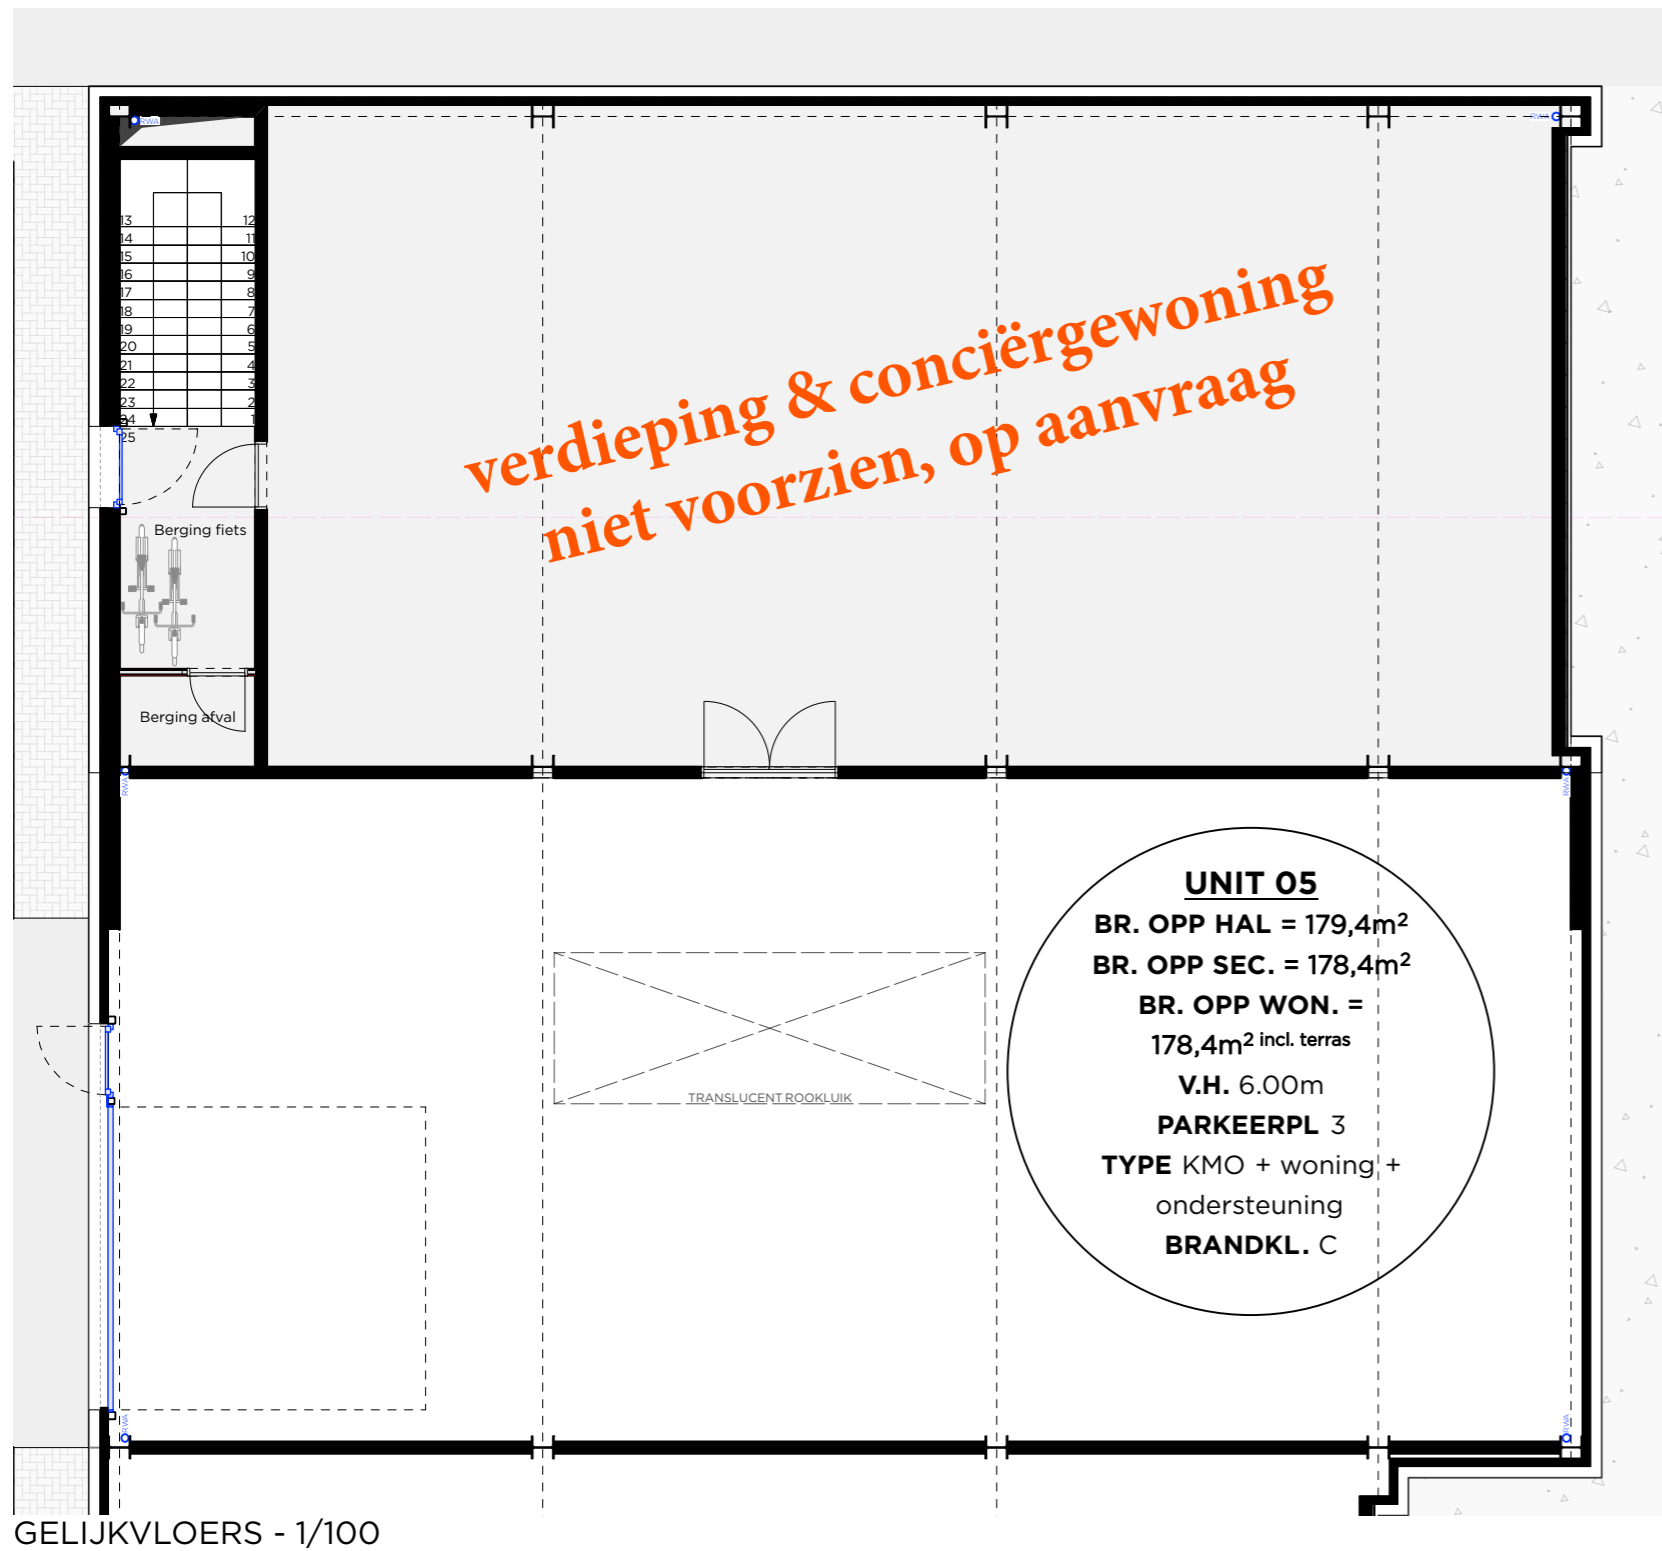 RWA
RWA
13 12
14 11
15 10
16 9
17 8
18 7
19 6
20 5
21 4
22 3
23 2
24 1
25
verdieping & conciërgewoning
niet voorzien, op aanvraag
Berging fiets
Berging afval
RWA
RWA
UNIT 05
BR. OPP HAL = 179,4m²
BR. OPP SEC. = 178,4m²
BR. OPP WON. =
178,4m² incl. terras
V.H. 6.00m
PARKEERPL 3
TYPE KMO + woning +
ondersteuning
BRANDKL. C
TRANSLUCENT ROOKLUIK
RWA
RWA
GELIJKVLOERS - 1/100